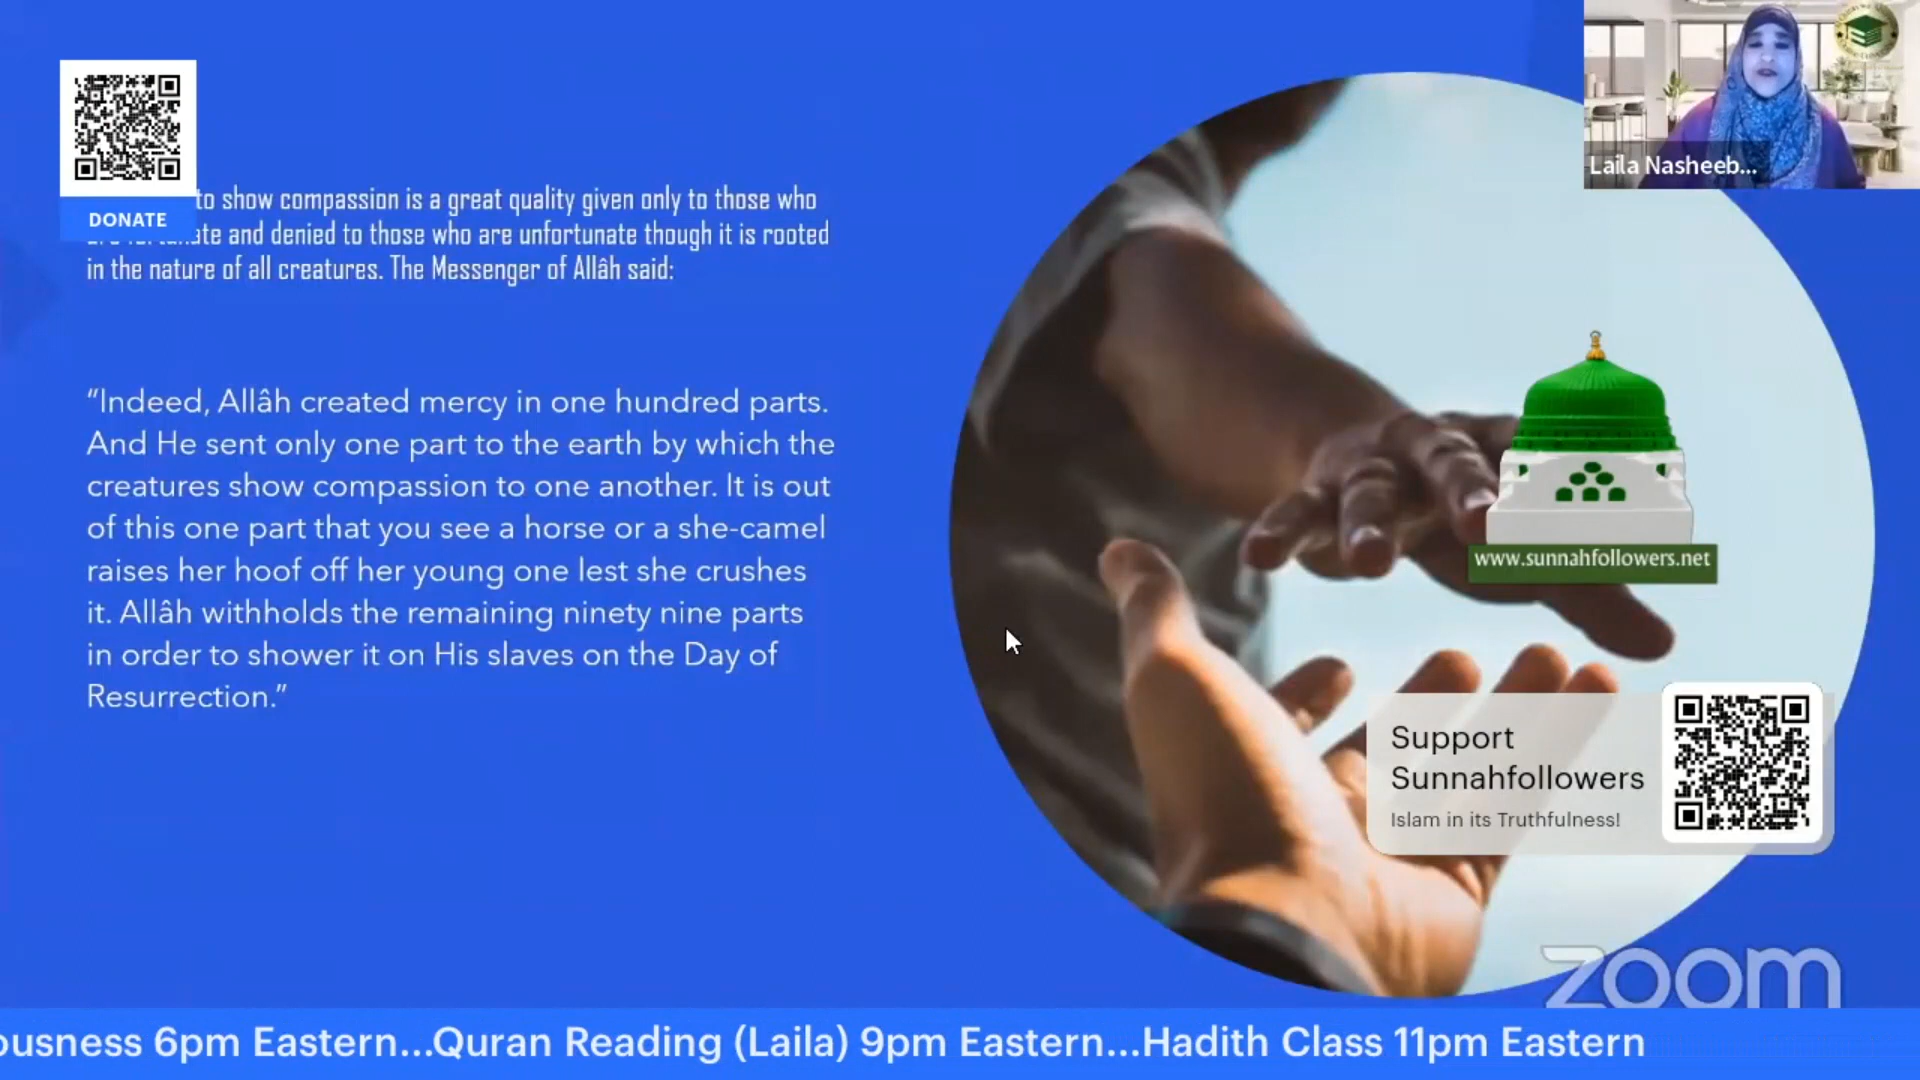 DONATE
to show compassion is a great quality given only to those who
and denied to those who are unfortunate though it is rooted
in the nature of all creatures. The Messenger of Allâh said:
“Indeed, Allâh created mercy in one hundred parts.
And He sent only one part to the earth by which the
creatures show compassion to one another. It is out
of this one part that you see a horse or a she-camel
raises her hoof off her young one lest she crushes
it. Allâh withholds the remaining ninety nine parts
in order to shower it on His slaves on the Day of
Resurrection.”
Laila Nasheeb...
www.sunnahfollowers.net
Support
Sunnahfollowers
Islam in its Truthfulness!
zoom
ousness 6pm Eastern...Quran Reading (Laila) 9pm Eastern...Hadith Class 11pm Eastern